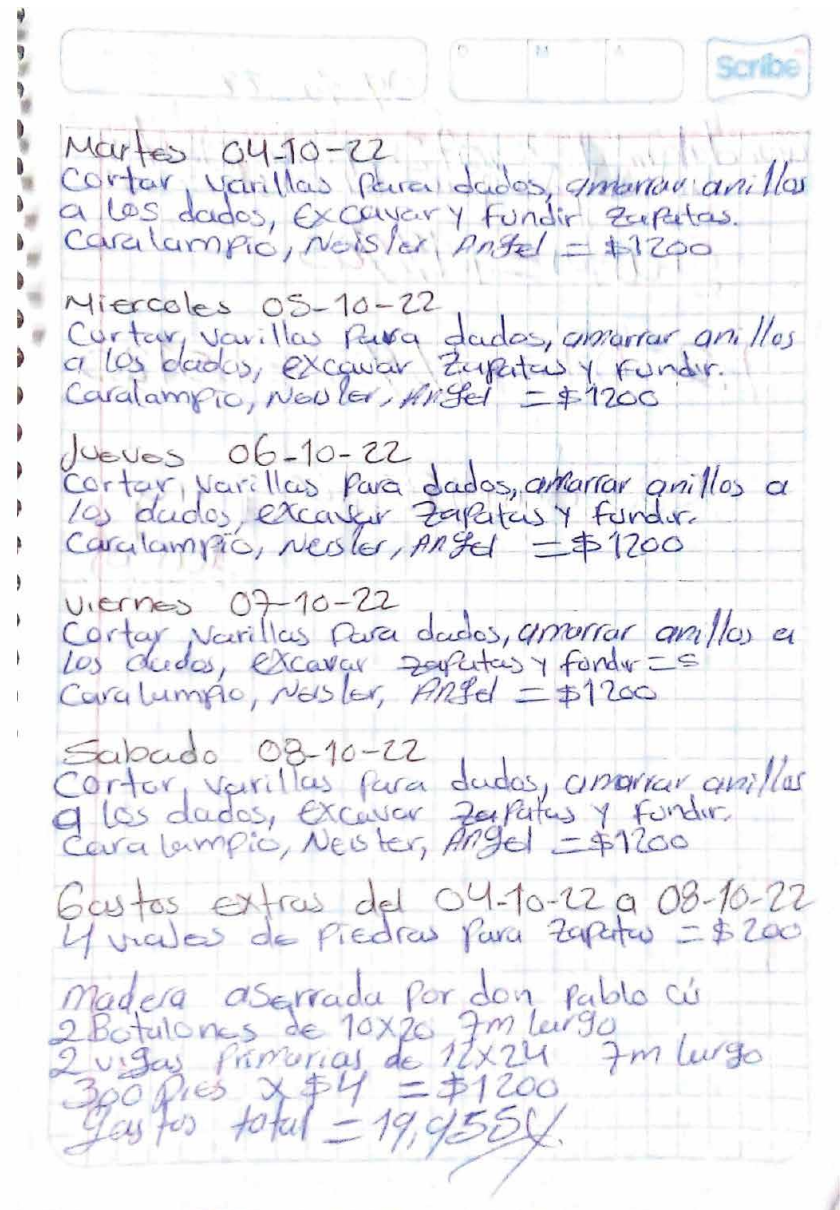 Scribe
D M A
Martes 04-10-22
Cortar, varillas para dados, amarrar anillos
a los dados, excavar y fundir zapatas.
Caralampio, Neisler, Angel = $1200
Miercoles 05-10-22
Cortar, varillas para dados, amarrar anillos
a los dados, excavar zapatas y fundir.
Caralampio, Neisler, Angel = $1200
Jueves 06-10-22
Cortar, varillas para dados, amarrar anillos a
los dados, excavar zapatas y fundir.
Caralampio, Neisler, Angel = $1200
Viernes 07-10-22
Cortar varillas para dados, amarrar anillos a
los dados, excavar zapatas y fundir = s
Caralampio, Neisler, Angel = $1200
Sabado 08-10-22
Cortar, varillas para dados, amarrar anillos
a los dados, excavar zapatas y fundir.
Caralampio, Neisler, Angel = $1200
Gastos extras del 04-10-22 a 08-10-22
4 viajes de piedras para zapatas = $200
madera aserrada por don pablo cú
2 Botalones de 10x20 7m largo
2 vigas primarias de 12x24 7m largo
300 pies x $4 = $1200
gastos total =